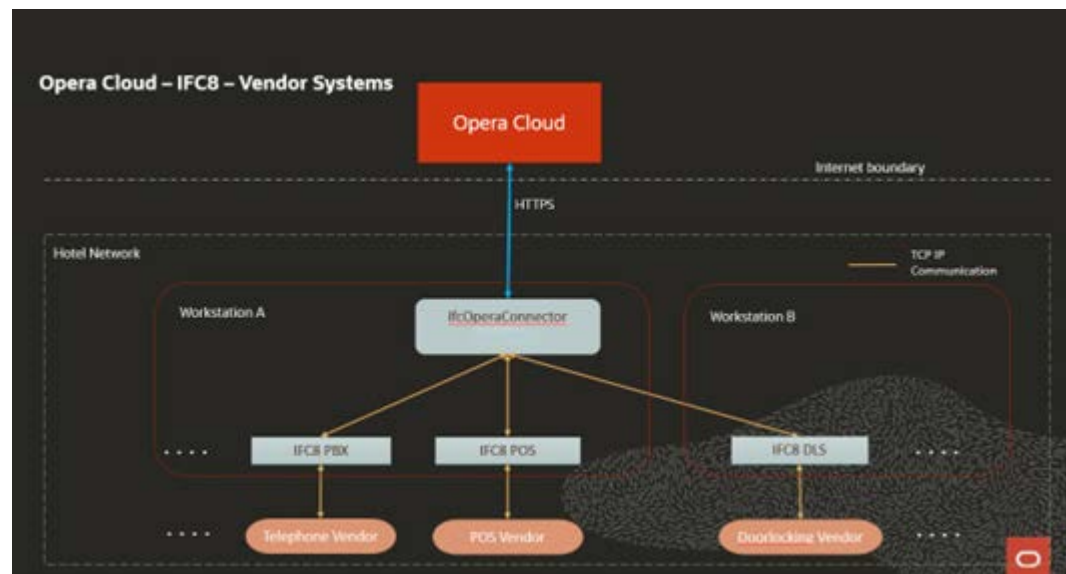 Opera Cloud – IFC8 – Vendor Systems
Opera Cloud
Internet boundary
HTTPS
Hotel Network
TCP IP
Communication
Workstation A
IfcOperaConnector
Workstation B
. . . .
IFC8 PBX
IFC8 POS
IFC8 DLS
. . . .
. . . .
Telephone Vendor
POS Vendor
Doorlocking Vendor
. . . .